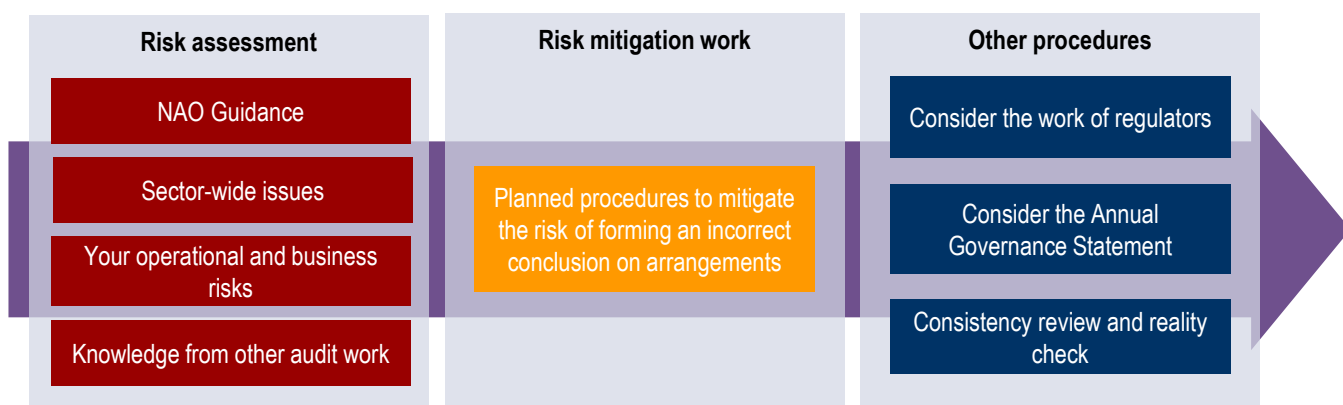 Risk assessment
NAO Guidance
Sector-wide issues
Your operational and business
risks
Knowledge from other audit work
Risk mitigation work
Planned procedures to mitigate
the risk of forming an incorrect
conclusion on arrangements
Other procedures
Consider the work of regulators
Consider the Annual
Governance Statement
Consistency review and reality
check